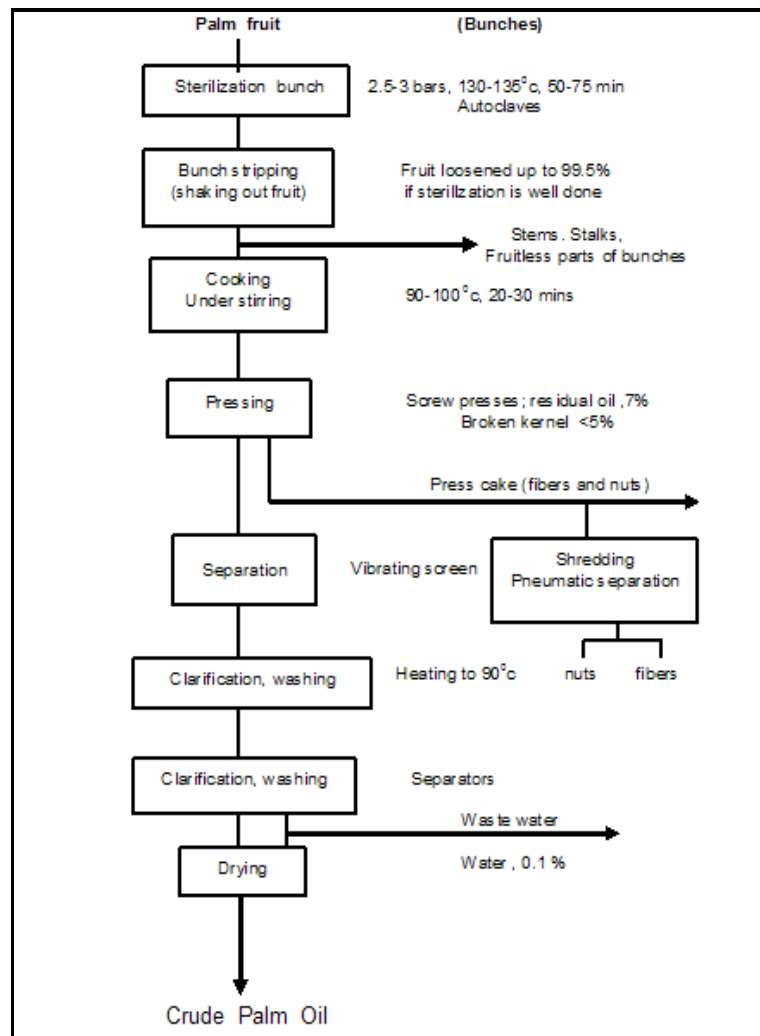 Palm fruit (Bunches)
Sterilization bunch
2.5-3 bars, 130-135⁰c, 50-75 min
Autoclaves
Bunch stripping
(shaking out fruit)
Fruit loosened up to 99.5%
if sterilization is well done
Stems. Stalks,
Fruitless parts of bunches
Cooking
Under stirring
90-100⁰c, 20-30 mins
Pressing
Screw presses; residual oil ,7%
Broken kernel <5%
Press cake (fibers and nuts)
Separation
Vibrating screen
Shredding
Pneumatic separation
nuts fibers
Clarification, washing
Heating to 90⁰c
Clarification, washing
Separators
Waste water
Drying
Water , 0.1 %
Crude Palm Oil